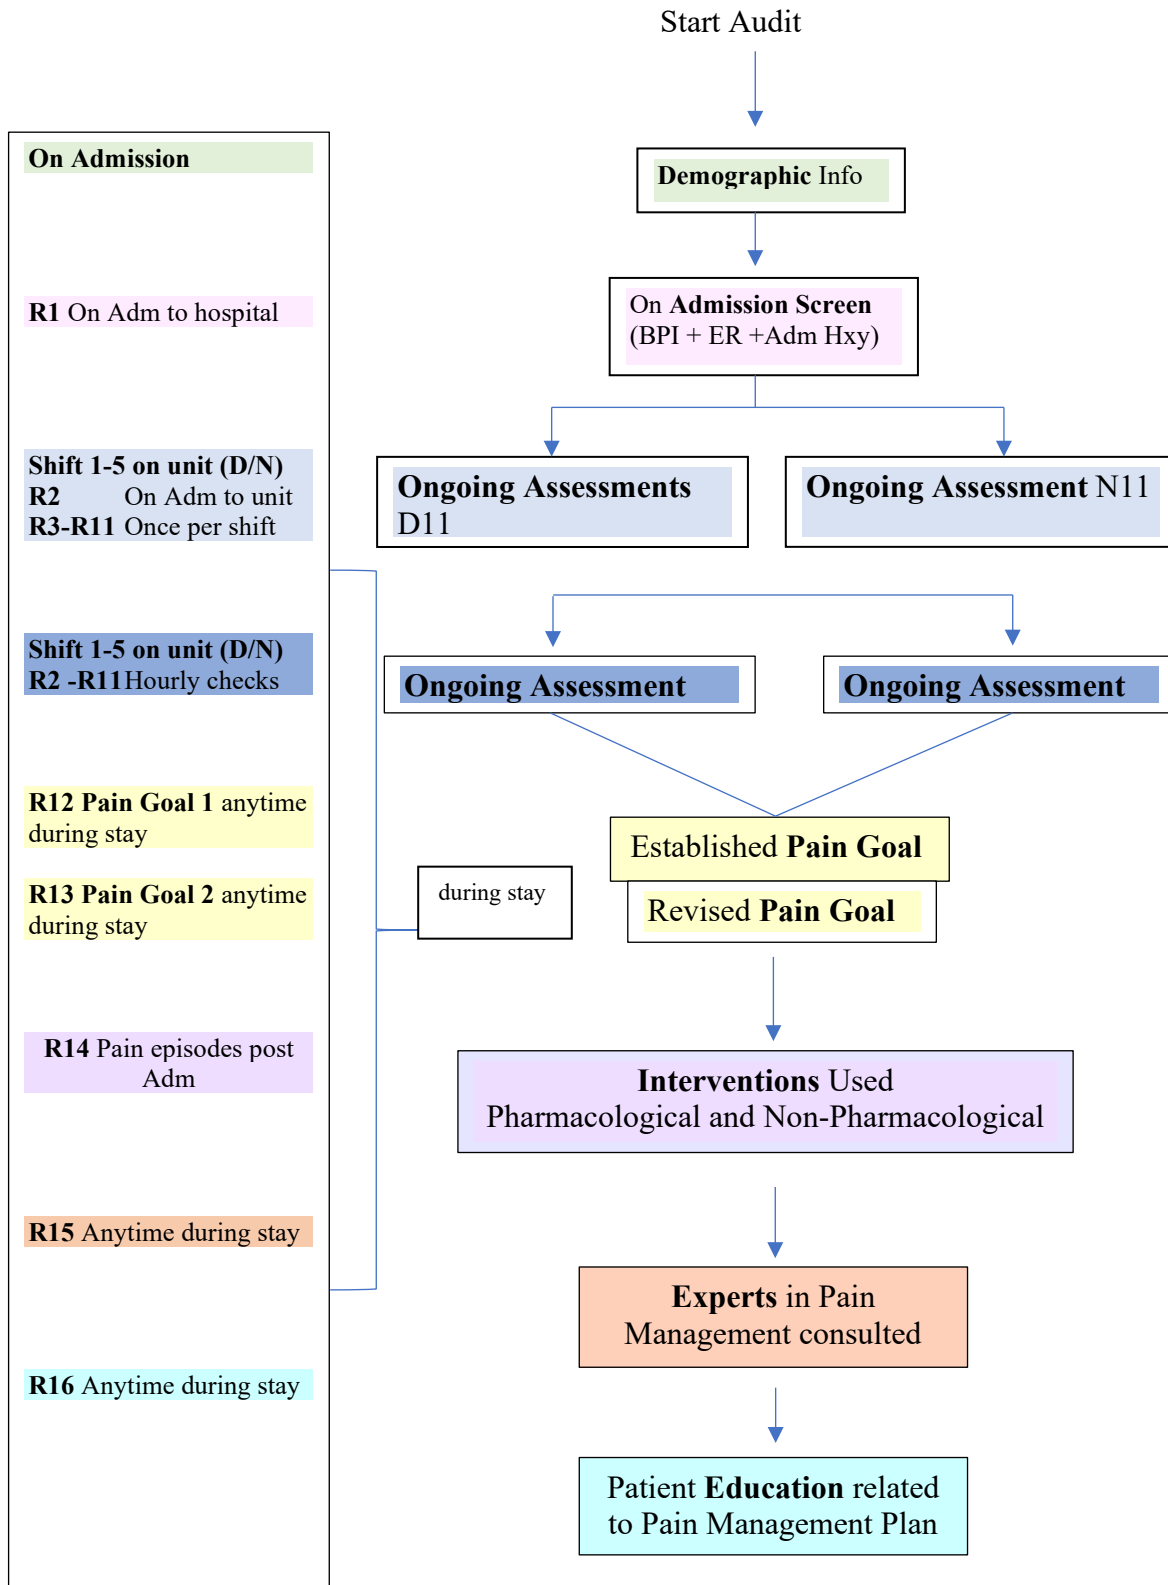 Start Audit
On Admission
Demographic Info
R1 On Adm to hospital
On Admission Screen
(BPI + ER +Adm Hxy)
Shift 1-5 on unit (D/N)
R2 On Adm to unit
R3-R11 Once per shift
Ongoing Assessments
D11
Ongoing Assessment N11
Shift 1-5 on unit (D/N)
R2 -R11Hourly checks
Ongoing Assessment
Ongoing Assessment
R12 Pain Goal 1 anytime
during stay
R13 Pain Goal 2 anytime
during stay
during stay
Established Pain Goal
Revised Pain Goal
R14 Pain episodes post
Adm
Interventions Used
Pharmacological and Non-Pharmacological
R15 Anytime during stay
Experts in Pain
Management consulted
R16 Anytime during stay
Patient Education related
to Pain Management Plan